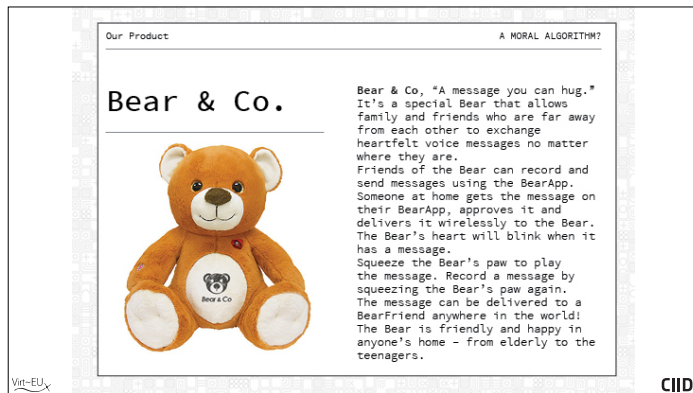 Our Product
A MORAL ALGORITHM?
Bear & Co.
Bear & Co, “A message you can hug.”
It’s a special Bear that allows
family and friends who are far away
from each other to exchange
heartfelt voice messages no matter
where they are.
Friends of the Bear can record and
send messages using the BearApp.
Someone at home gets the message on
their BearApp, approves it and
delivers it wirelessly to the Bear.
The Bear’s heart will blink when it
has a message.
Squeeze the Bear’s paw to play
the message. Record a message by
squeezing the Bear’s paw again.
The message can be delivered to a
BearFriend anywhere in the world!
The Bear is friendly and happy in
anyone’s home – from elderly to the
teenagers.
Bear & Co
Virt-EU
CIID